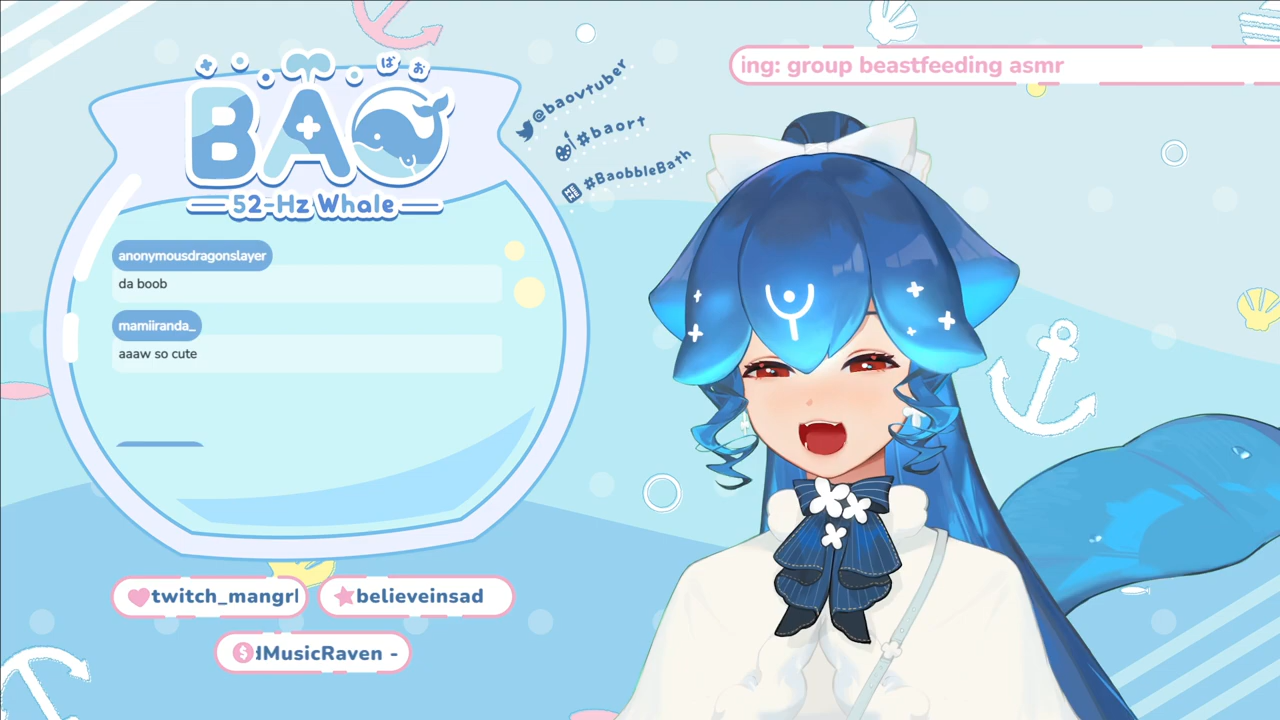 ばお
BAO
52-Hz Whale
@baovtuber
#baort
MEME #BaobbleBath
ing: group beastfeeding asmr
anonymousdragonslayer
da boob
mamiiranda_
aaaw so cute
twitch_mangrl
believeinsad
$
MusicRaven -